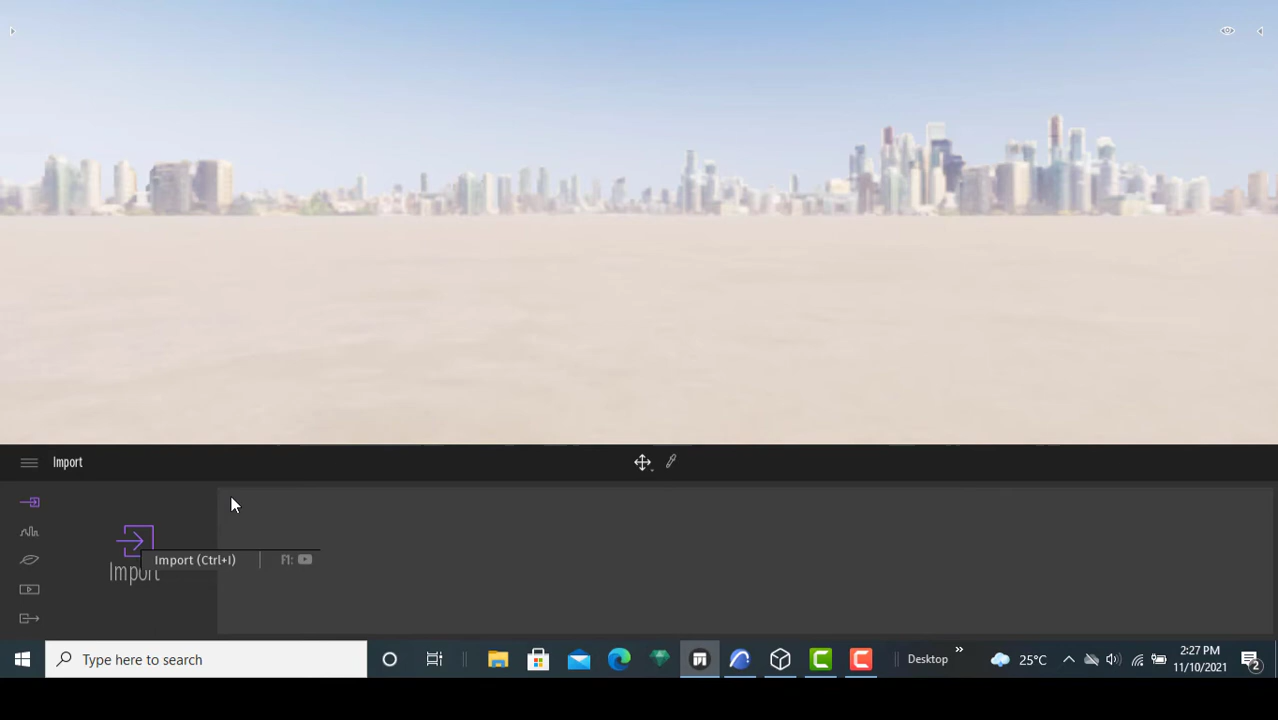 Import
Import (Ctrl+I) F1:
Import
Type here to search
Desktop
25°C
2:27 PM
11/10/2021
2